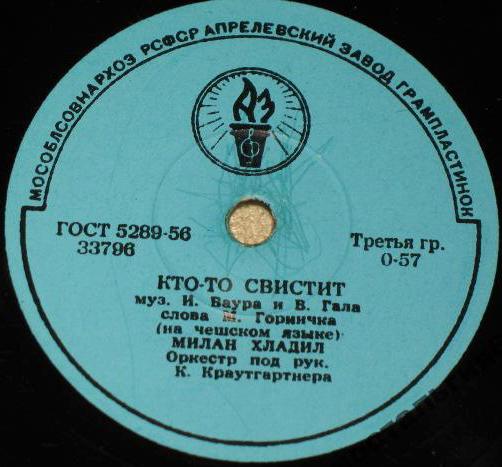 МОСОБЛСОВНАРХОЗ РСФСР АПРЕЛЕВСКИЙ ЗАВОД ГРАМПЛАСТИНОК
АЗ
ГОСТ 5289-56
33796
Третья гр.
0-57
КТО-ТО СВИСТИТ
муз. И. Баура и В. Гала
слова М. Горничка
(на чешском языке)
МИЛАН ХЛАДИЛ
Оркестр под рук.
К. Краутгартнера